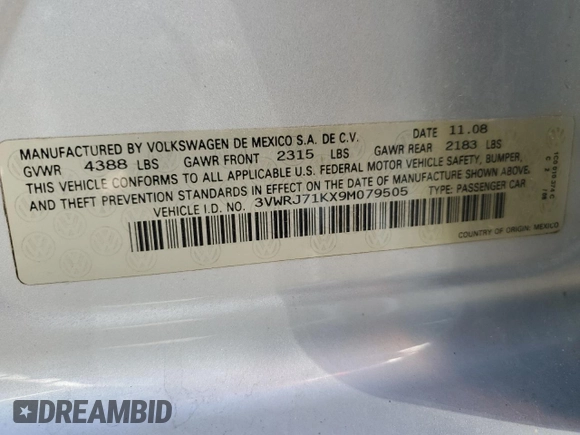 MANUFACTURED BY VOLKSWAGEN DE MEXICO S.A. DE C.V. DATE 11.08
GVWR 4388 LBS GAWR FRONT 2315 LBS GAWR REAR 2183 LBS
THIS VEHICLE CONFORMS TO ALL APPLICABLE U.S. FEDERAL MOTOR VEHICLE SAFETY, BUMPER,
AND THEFT PREVENTION STANDARDS IN EFFECT ON THE DATE OF MANUFACTURE SHOWN ABOVE.
VEHICLE I.D. NO. 3VWRJ71KX9M079505 TYPE: PASSENGER CAR
COUNTRY OF ORIGIN: MEXICO
DREAMBID